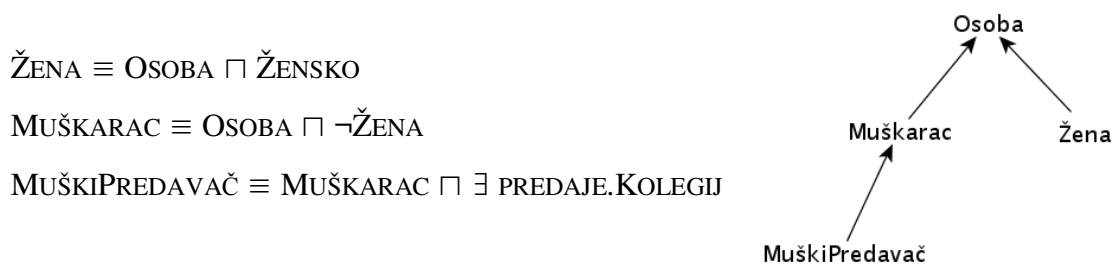 ŽENA ≡ OSOBA ⊓ ŽENSKO
MUŠKARAC ≡ OSOBA ⊓ ¬ŽENA
MUŠKIPREDAVAČ ≡ MUŠKARAC ⊓ ∃ PREDAJE.KOLEGIJ
Osoba
Muškarac
Žena
MuškiPredavač